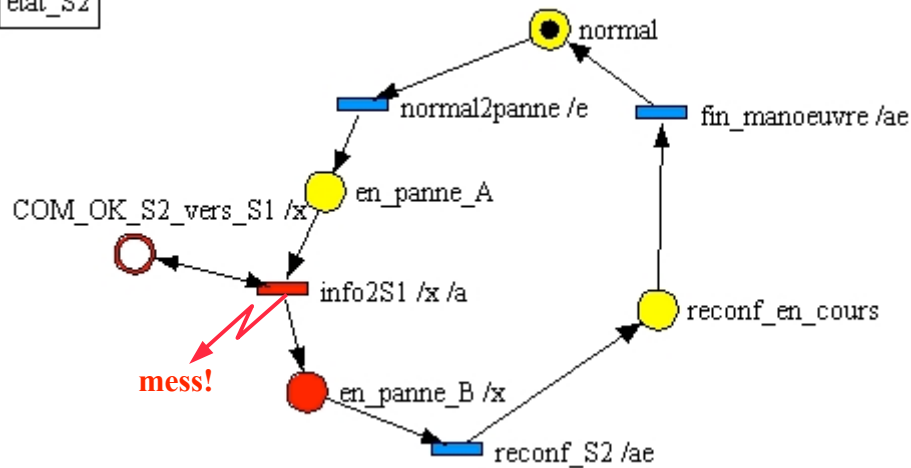 etat_S2
normal
normal2panne /e
fin_manoeuvre /ae
en_panne_A
COM_OK_S2_vers_S1 /x
info2S1 /x /a
reconf_en_cours
mess!
en_panne_B /x
reconf_S2 /ae